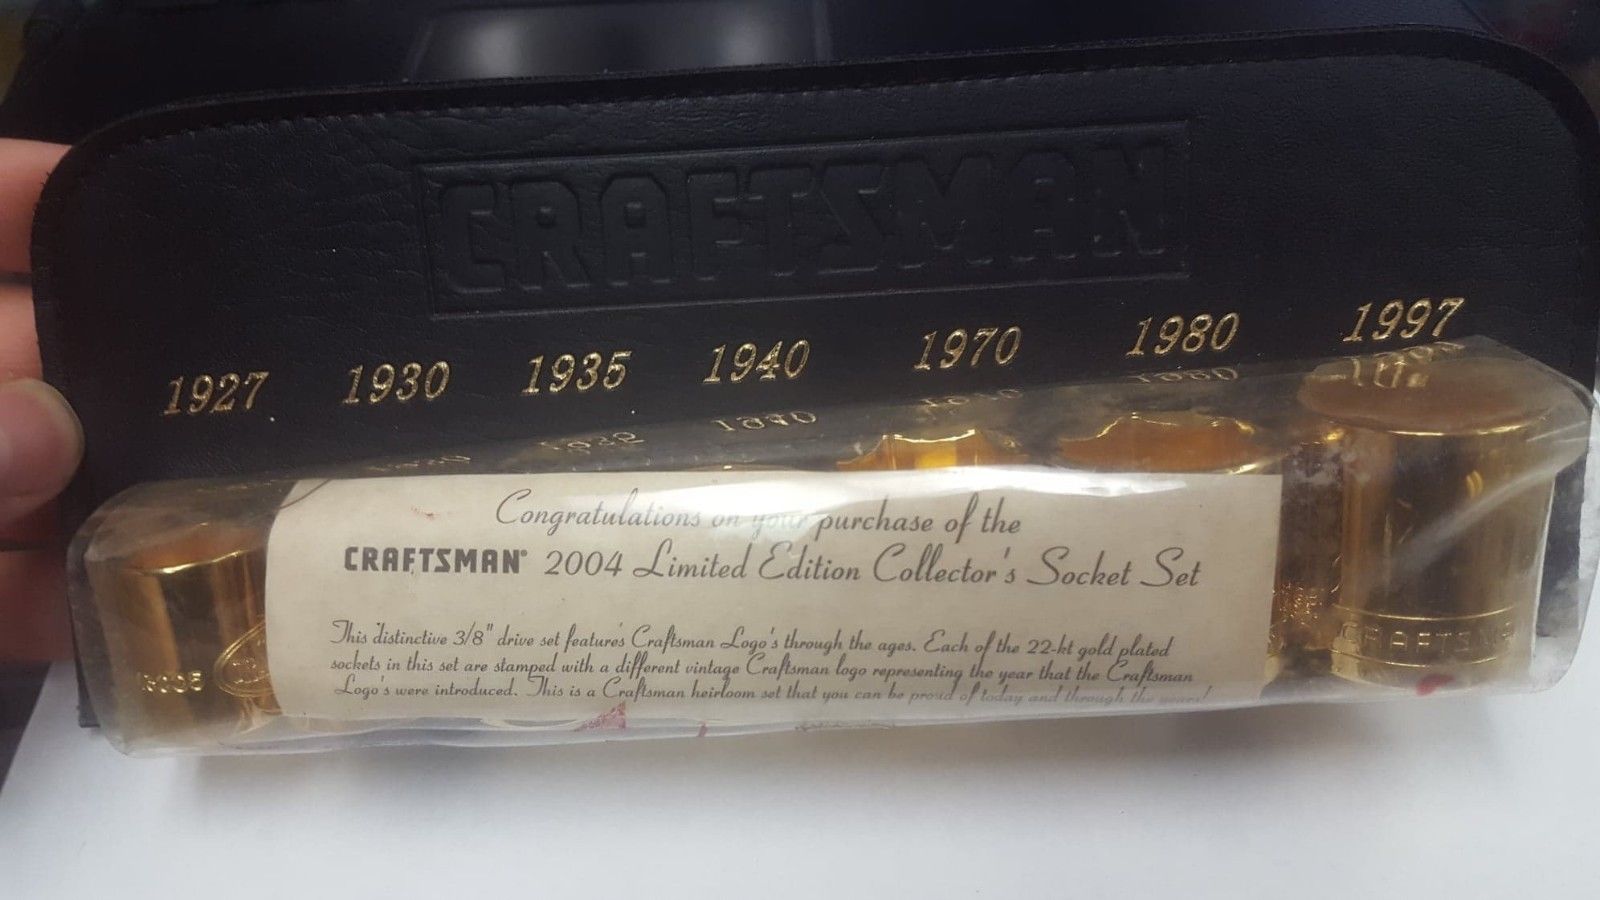 CRAFTSMAN
1927 1930 1935 1940 1970 1980 1997
Congratulations on your purchase of the
CRAFTSMAN® 2004 Limited Edition Collector's Socket Set
This distinctive 3/8" drive set features Craftsman Logo's through the ages. Each of the 22-kt gold plated
sockets in this set are stamped with a different vintage Craftsman logo representing the year that the Craftsman
Logo's were introduced. This is a Craftsman heirloom set that you can be proud of today and through the years!
CRAFTSMA